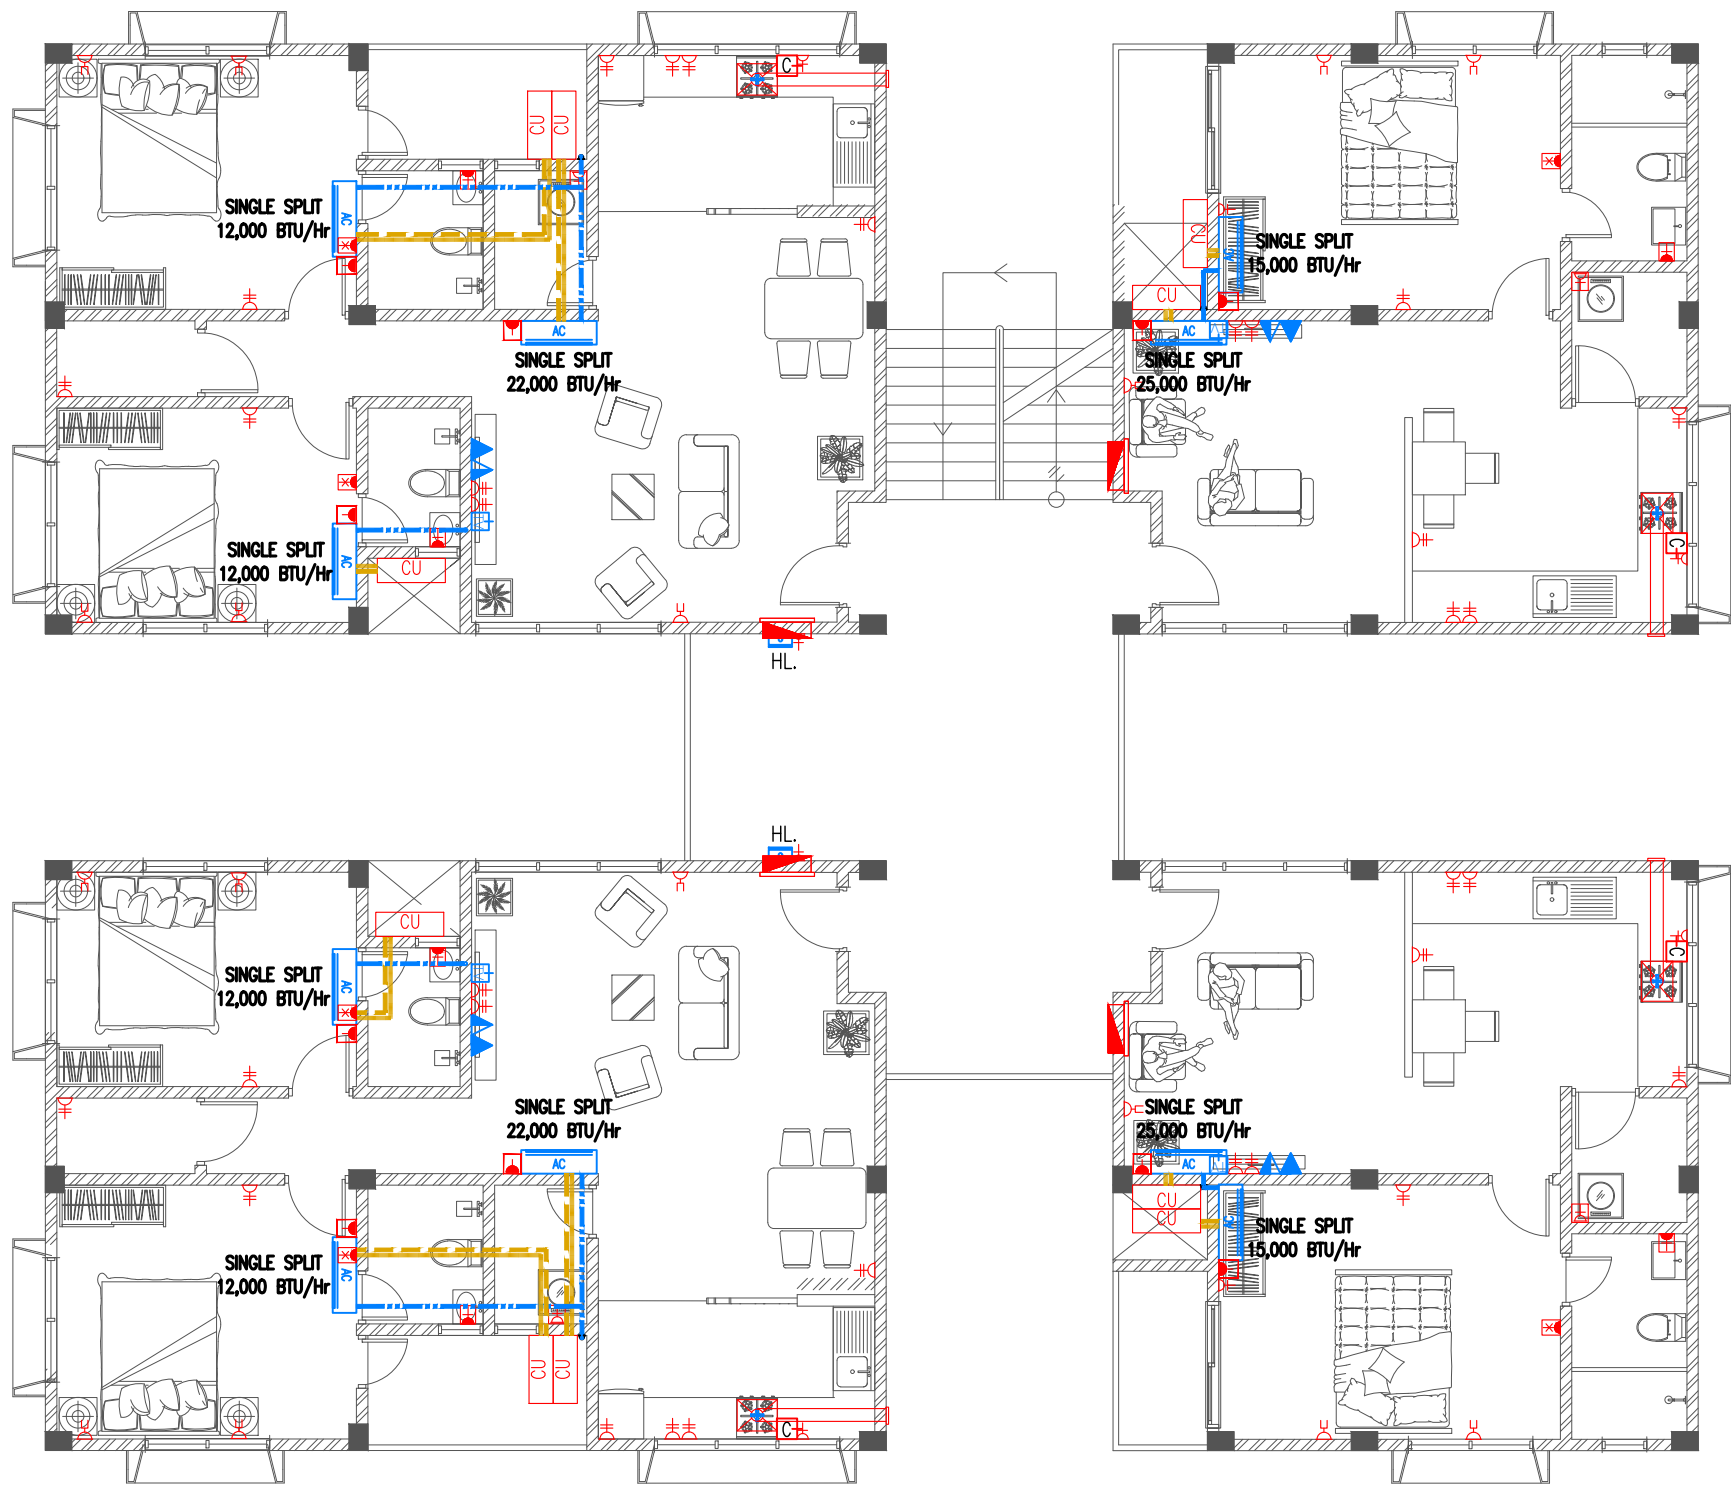 C
CU
CU
SINGLE SPLIT
12,000 BTU/Hr
AC
SINGLE SPLIT
15,000 BTU/Hr
CU
AC
CU
AC
SINGLE SPLIT
22,000 BTU/Hr
AC
SINGLE SPLIT
25,000 BTU/Hr
SINGLE SPLIT
12,000 BTU/Hr
AC
CU
C
HL.
HL.
CU
SINGLE SPLIT
12,000 BTU/Hr
AC
C
SINGLE SPLIT
22,000 BTU/Hr
AC
SINGLE SPLIT
25,000 BTU/Hr
AC
CU
CU
SINGLE SPLIT
15,000 BTU/Hr
AC
SINGLE SPLIT
12,000 BTU/Hr
AC
CU
CU
C